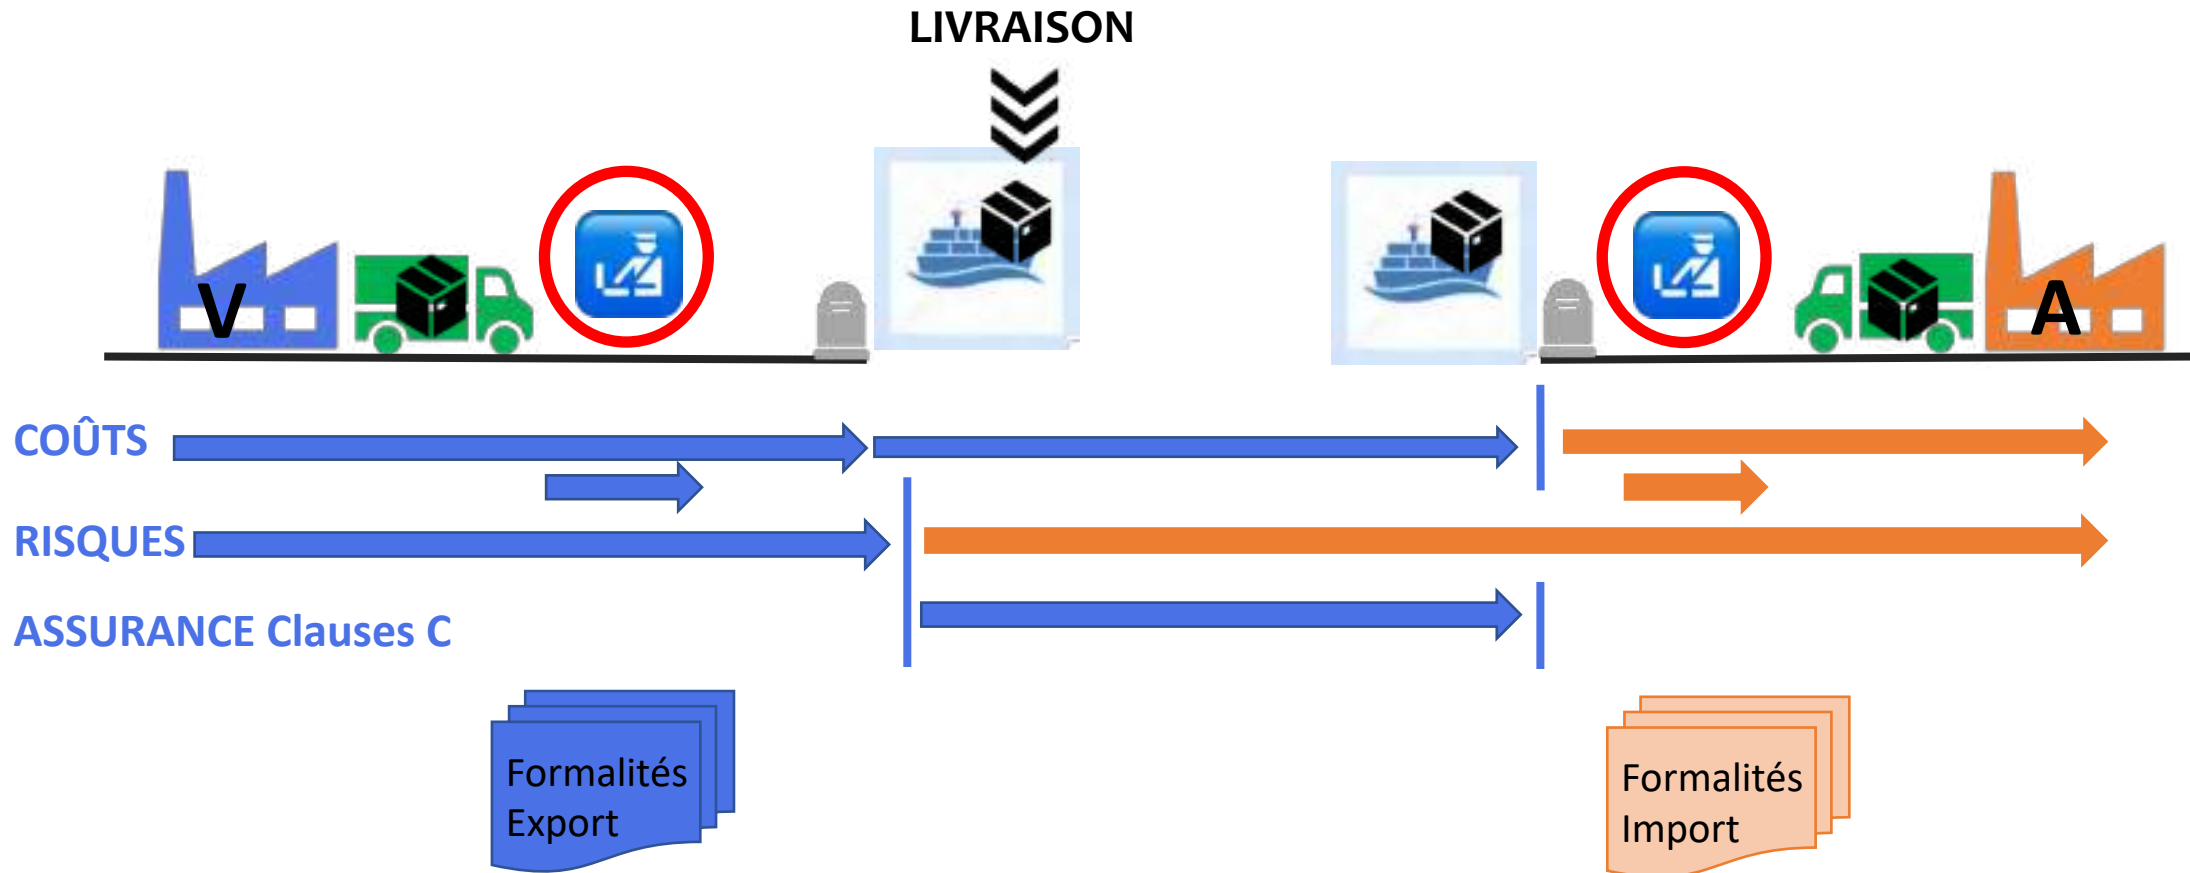 LIVRAISON
V
A
COÛTS
RISQUES
ASSURANCE Clauses C
Formalités
Export
Formalités
Import